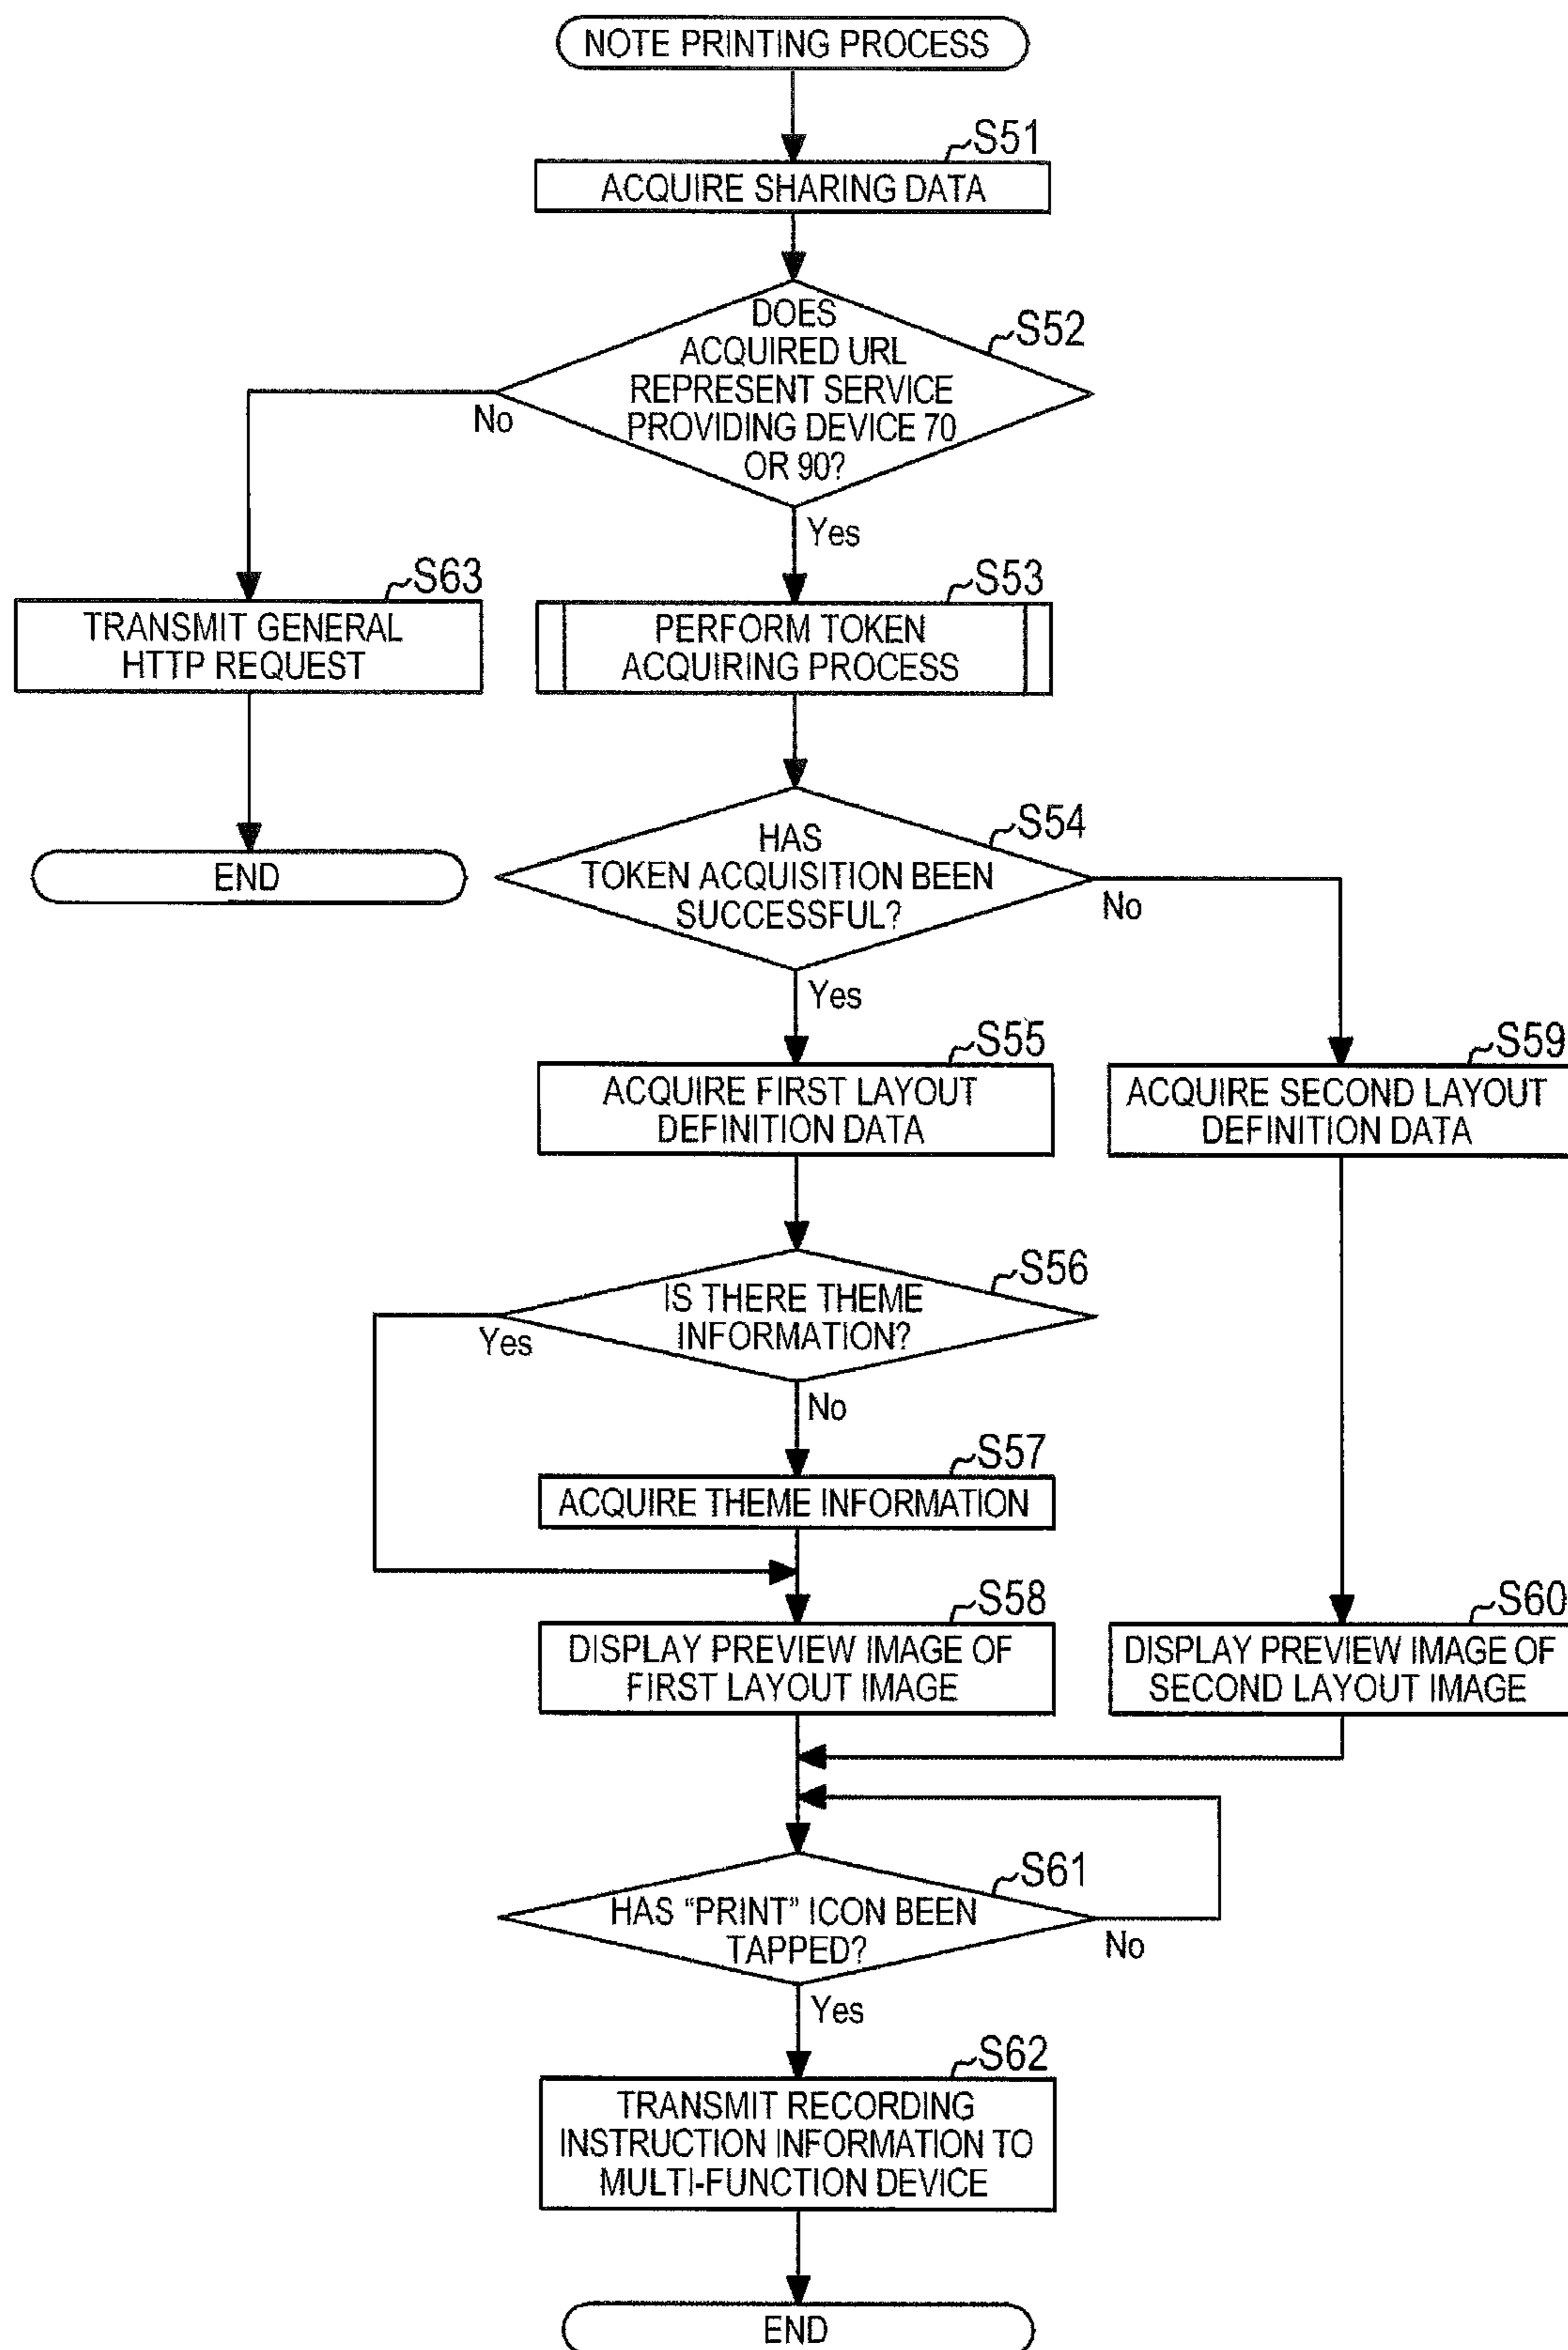 NOTE PRINTING PROCESS
S51
ACQUIRE SHARING DATA
DOES
ACQUIRED URL
REPRESENT SERVICE
PROVIDING DEVICE 70
OR 90?
S52
No
Yes
S63
TRANSMIT GENERAL
HTTP REQUEST
END
S53
PERFORM TOKEN
ACQUIRING PROCESS
HAS
TOKEN ACQUISITION BEEN
SUCCESSFUL?
S54
No
Yes
S55
ACQUIRE FIRST LAYOUT
DEFINITION DATA
S59
ACQUIRE SECOND LAYOUT
DEFINITION DATA
IS THERE THEME
INFORMATION?
S56
Yes
No
S57
ACQUIRE THEME INFORMATION
S58
DISPLAY PREVIEW IMAGE OF
FIRST LAYOUT IMAGE
S60
DISPLAY PREVIEW IMAGE OF
SECOND LAYOUT IMAGE
S61
HAS “PRINT” ICON BEEN
TAPPED?
No
Yes
S62
TRANSMIT RECORDING
INSTRUCTION INFORMATION TO
MULTI-FUNCTION DEVICE
END